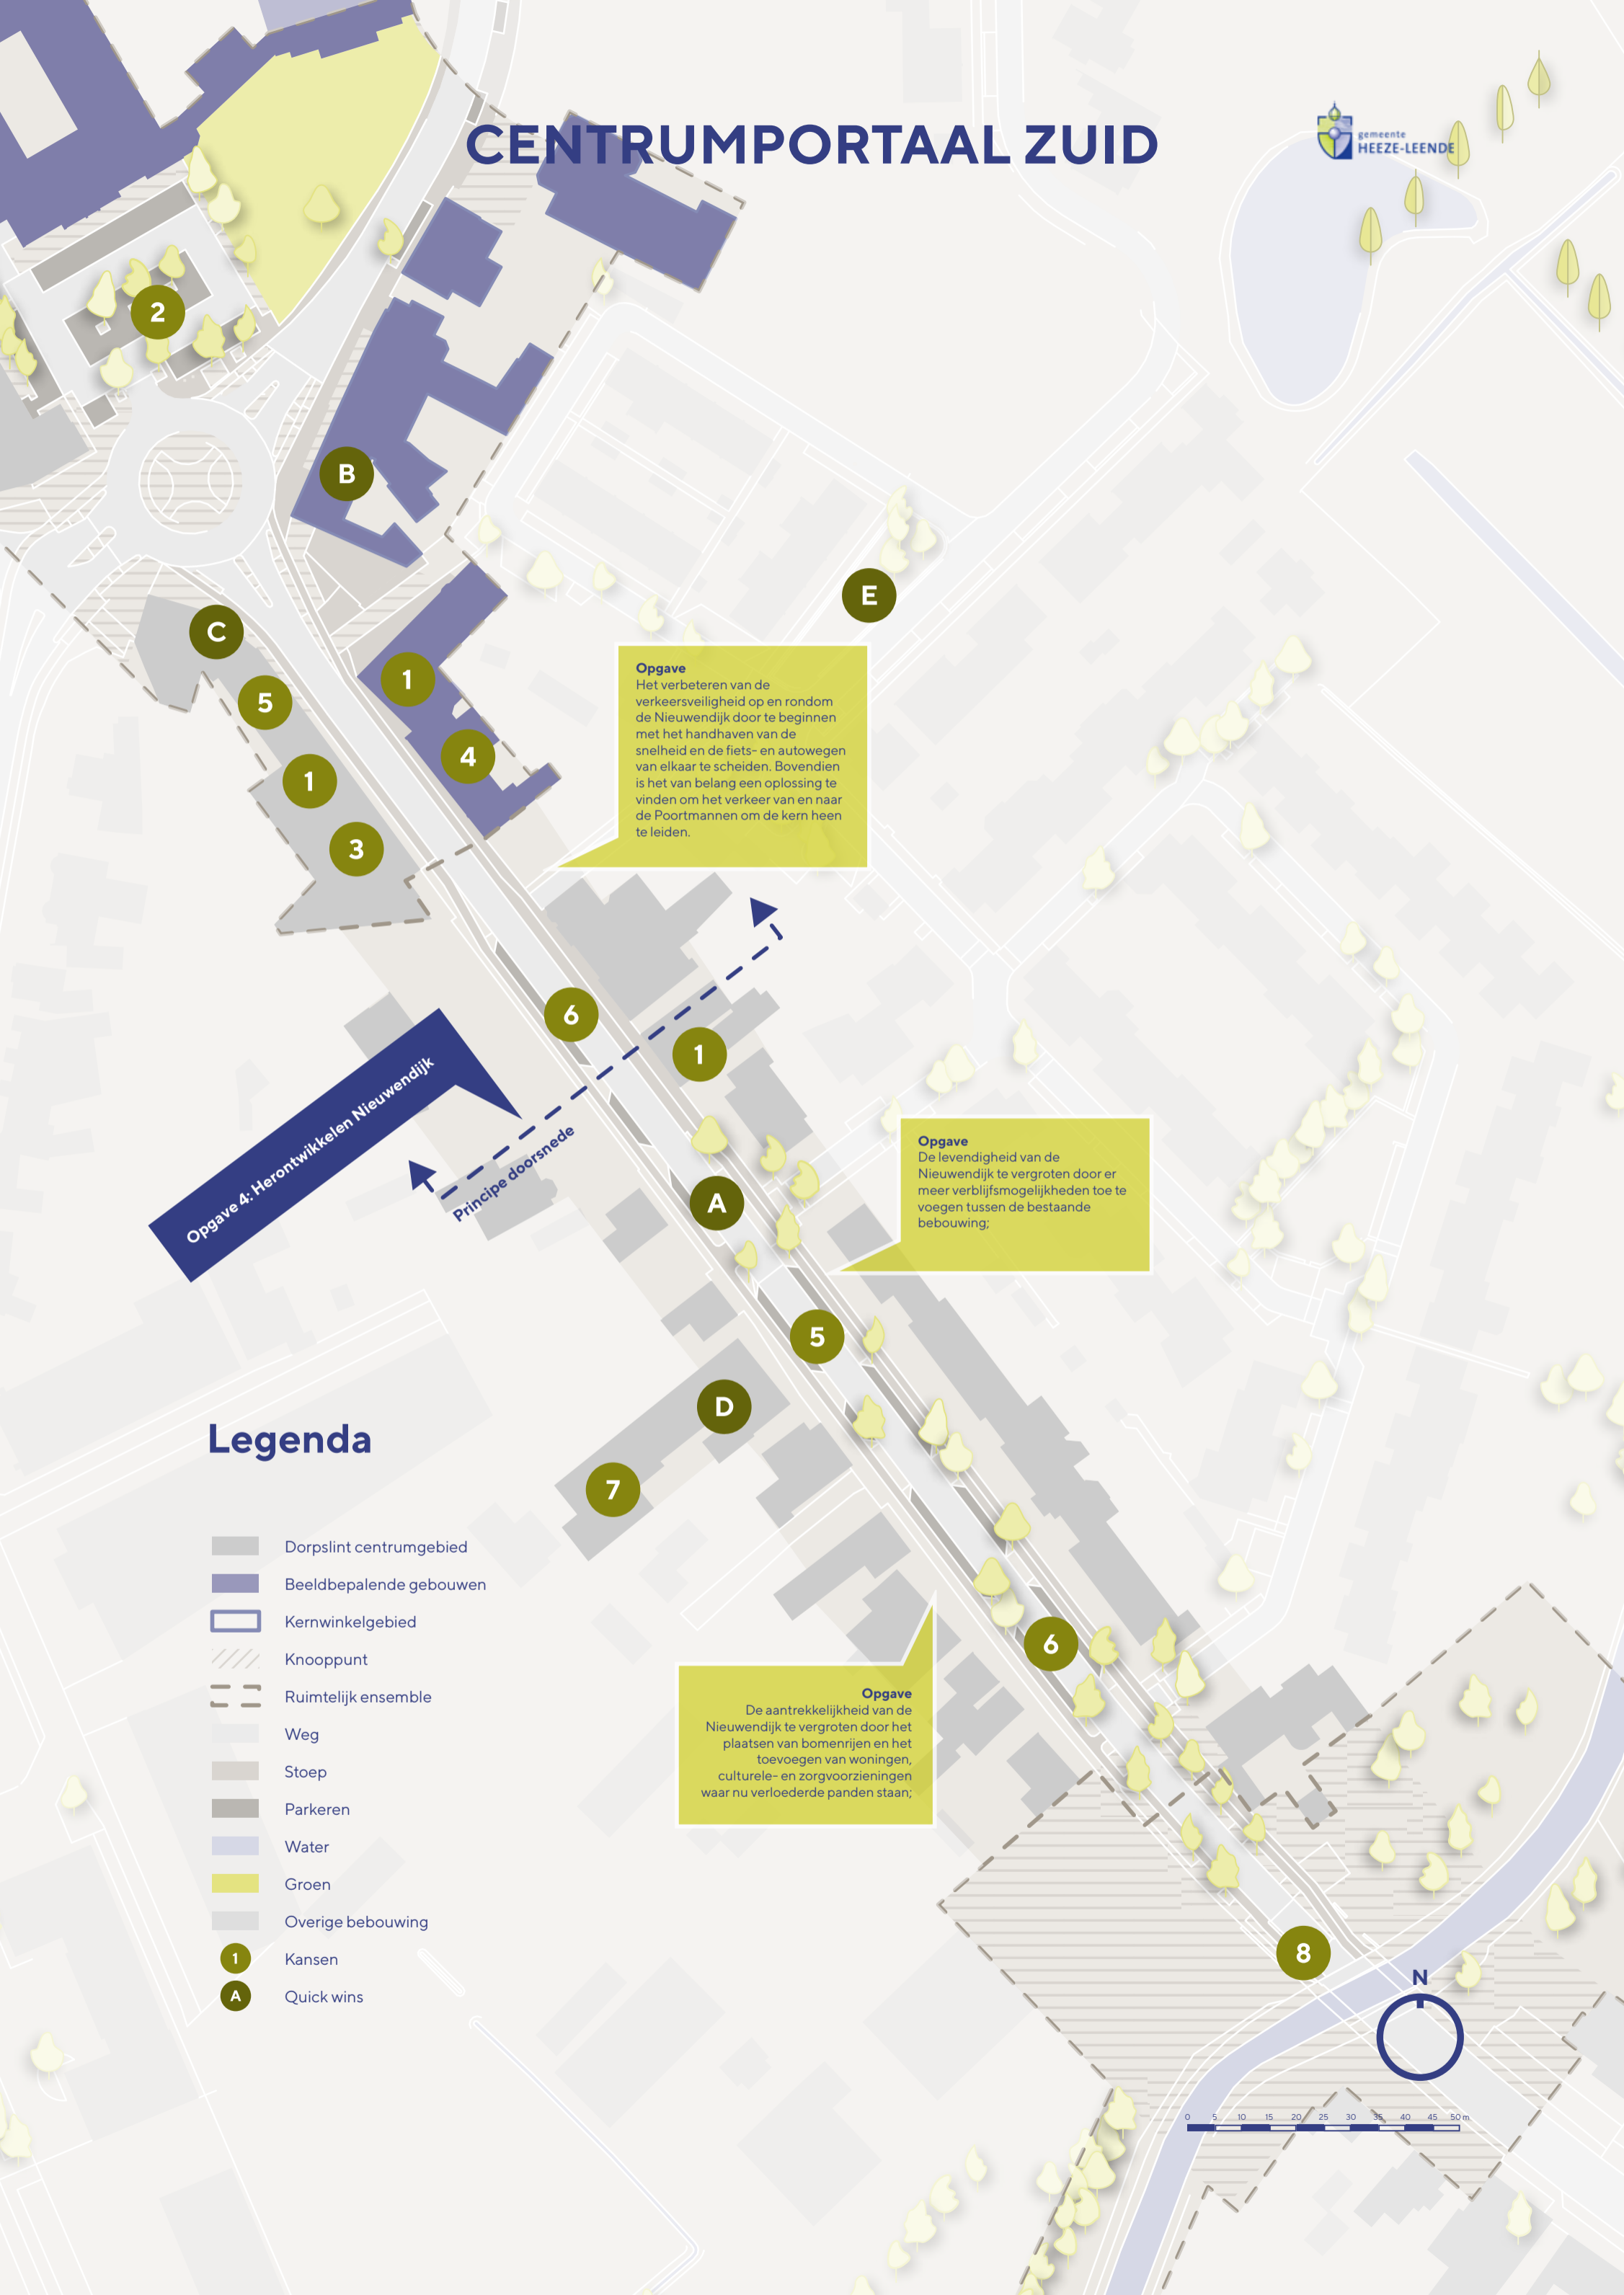 CENTRUMPORTAAL ZUID
gemeente
HEEZE-LEENDE
2
B
E
C
1
5
4
1
3
Opgave
Het verbeteren van de
verkeersveiligheid op en rondom
de Nieuwendijk door te beginnen
met het handhaven van de
snelheid en de fiets- en autowegen
van elkaar te scheiden. Bovendien
is het van belang een oplossing te
vinden om het verkeer van en naar
de Poortmannen om de kern heen
te leiden.
6
1
Opgave 4: Herontwikkelen Nieuwendijk
Principe doorsnede
A
Opgave
De levendigheid van de
Nieuwendijk te vergroten door er
meer verblijfsmogelijkheden toe te
voegen tussen de bestaande
bebouwing;
5
D
7
6
Opgave
De aantrekkelijkheid van de
Nieuwendijk te vergroten door het
plaatsen van bomenrijen en het
toevoegen van woningen,
culturele- en zorgvoorzieningen
waar nu verloederde panden staan;
8
Legenda
Dorpslint centrumgebied
Beeldbepalende gebouwen
Kernwinkelgebied
Knooppunt
Ruimtelijk ensemble
Weg
Stoep
Parkeren
Water
Groen
Overige bebouwing
1 Kansen
A Quick wins
N
0 5 10 15 20 25 30 35 40 45 50 m